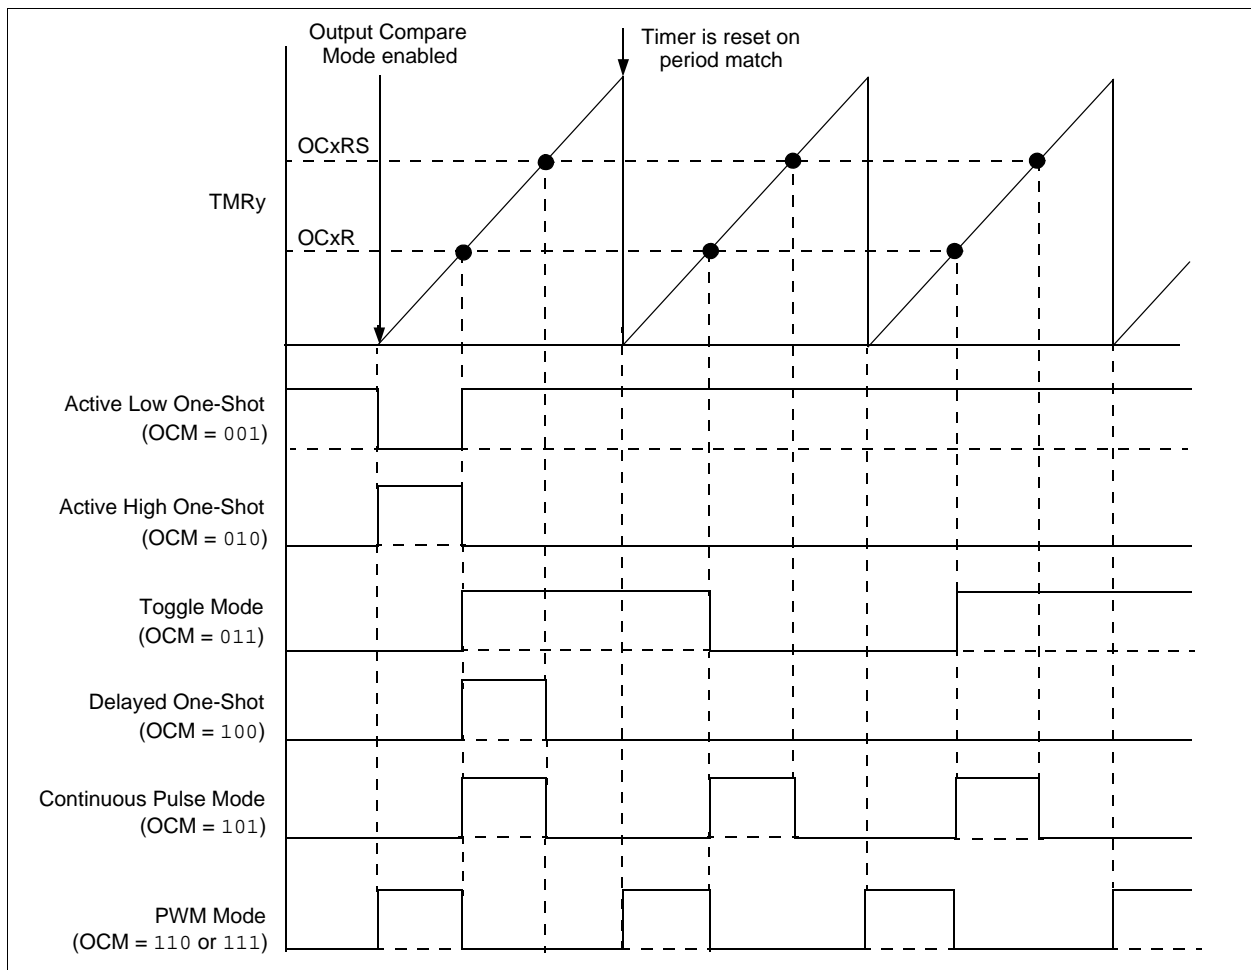 Output Compare
Mode enabled
Timer is reset on
period match
OCxRS
TMRy
OCxR
Active Low One-Shot
(OCM = 001)
Active High One-Shot
(OCM = 010)
Toggle Mode
(OCM = 011)
Delayed One-Shot
(OCM = 100)
Continuous Pulse Mode
(OCM = 101)
PWM Mode
(OCM = 110 or 111)